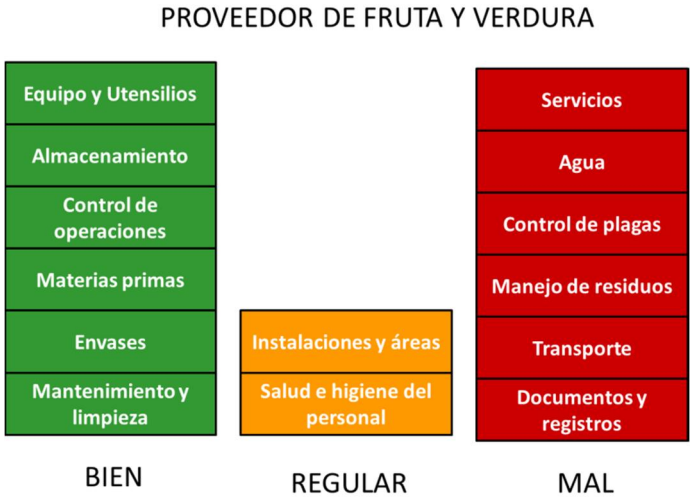 PROVEEDOR DE FRUTA Y VERDURA
Equipo y Utensilios
Almacenamiento
Control de
operaciones
Materias primas
Envases
Mantenimiento y
limpieza
BIEN
Instalaciones y áreas
Salud e higiene del
personal
REGULAR
Servicios
Agua
Control de plagas
Manejo de residuos
Transporte
Documentos y
registros
MAL